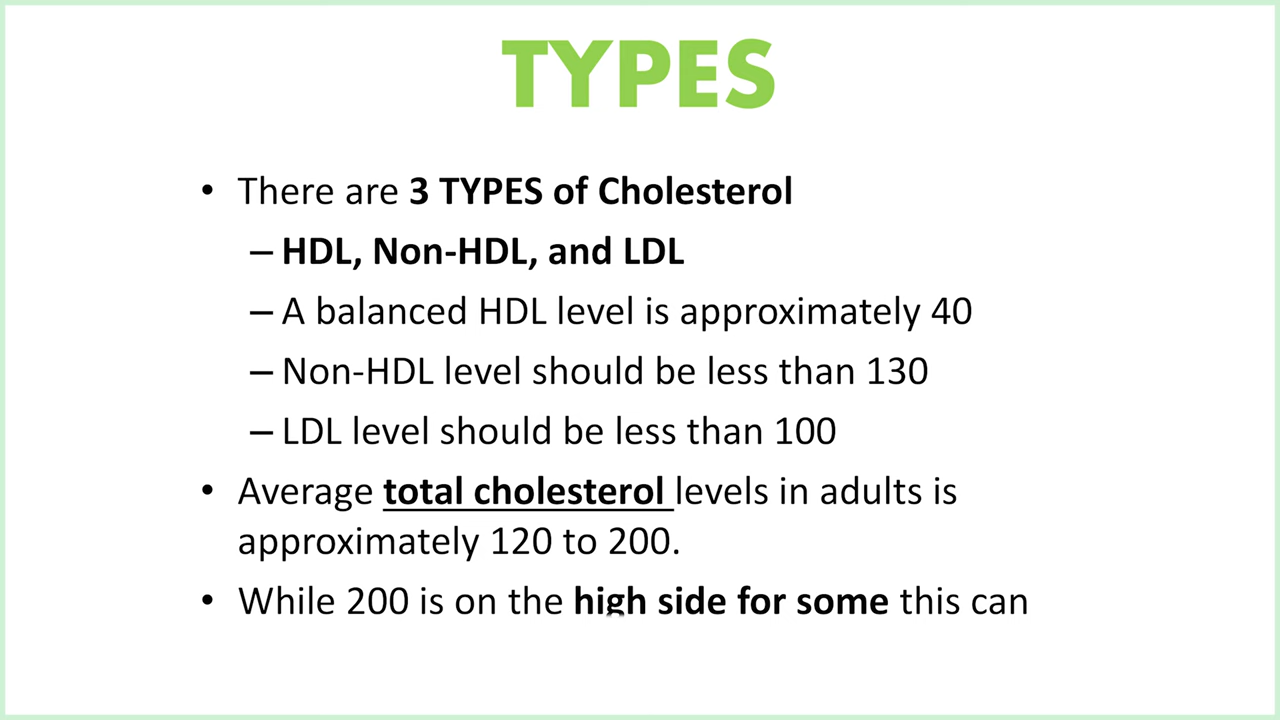 TYPES
• There are 3 TYPES of Cholesterol
– HDL, Non-HDL, and LDL
– A balanced HDL level is approximately 40
– Non-HDL level should be less than 130
– LDL level should be less than 100
• Average total cholesterol levels in adults is
approximately 120 to 200.
• While 200 is on the high side for some this can